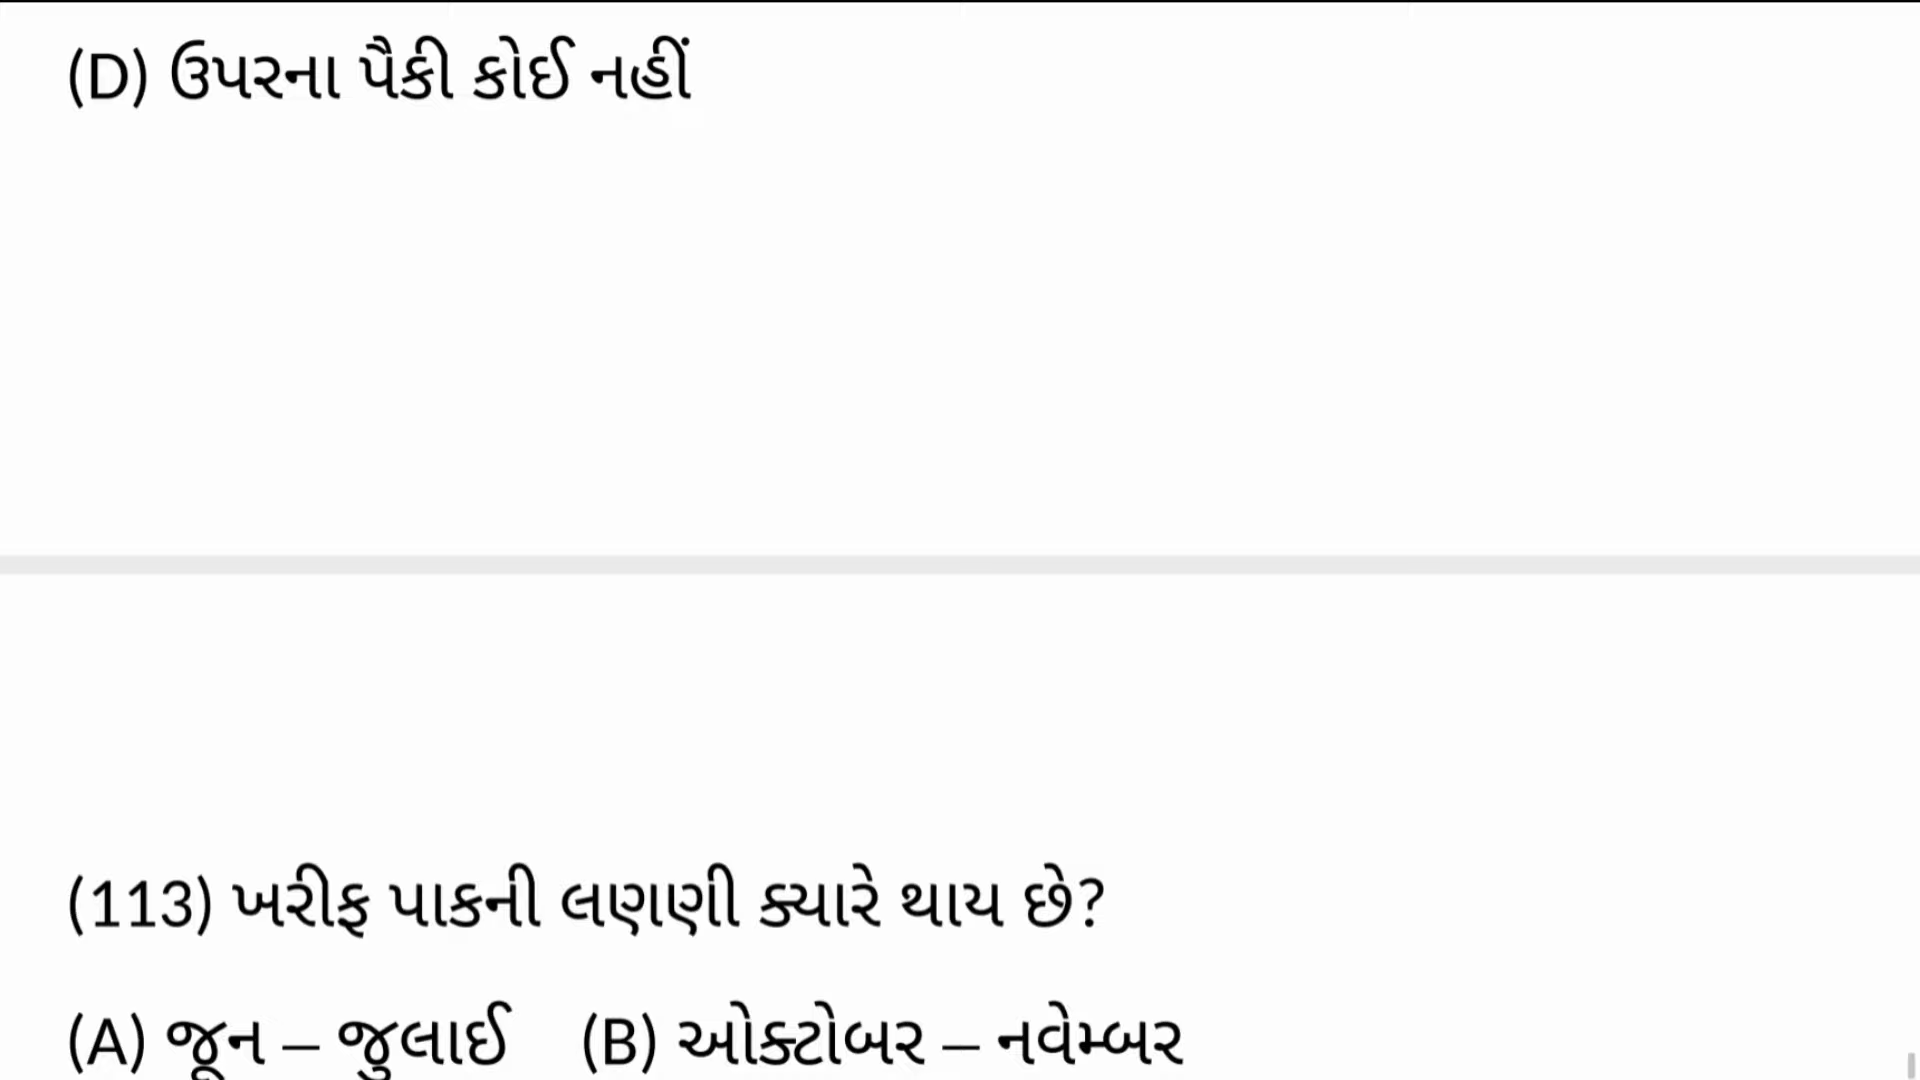 (D) ઉપરના પૈકી કોઈ નહીં
(113) ખરીફ પાકની લણણી ક્યારે થાય છે?
(A) જૂન – જુલાઈ (B) ઓક્ટોબર – નવેમ્બર